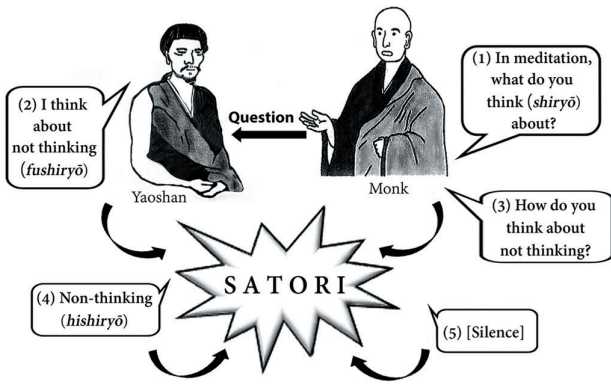 (1) In meditation,
what do you
think (shiryō)
about?
(2) I think
about
not thinking
(fushiryō)
Question
Yaoshan
Monk
(3) How do you
think about
not thinking?
SATORI
(4) Non-thinking
(hishiryō)
(5) [Silence]